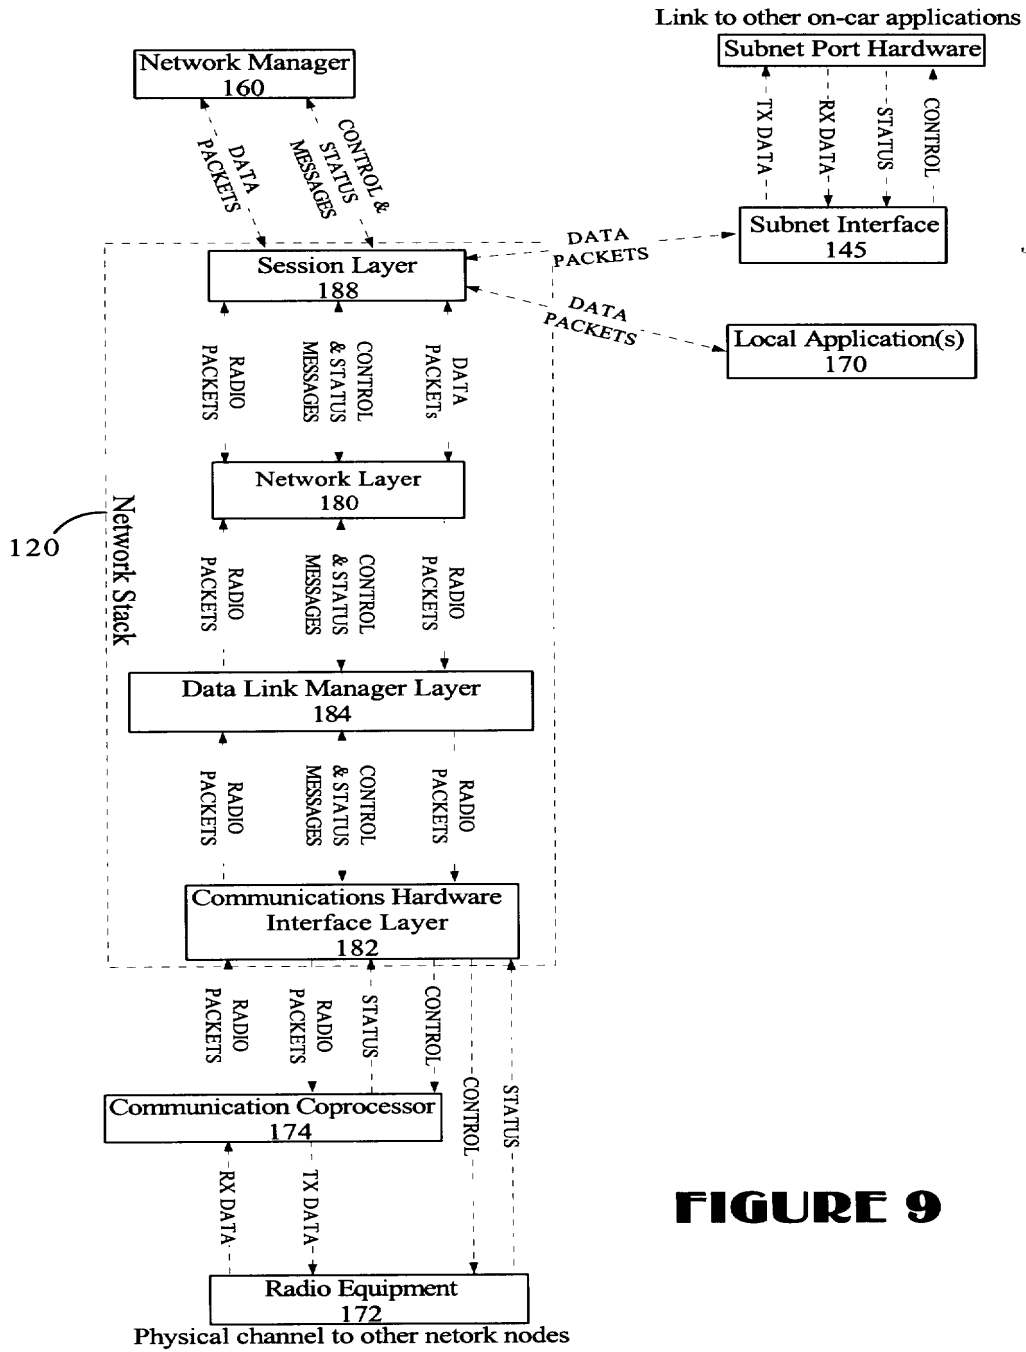 Link to other on-car applications
Subnet Port Hardware
Network Manager
160
TX DATA
RX DATA
STATUS
CONTROL
DATA
PACKETS
CONTROL &
STATUS
MESSAGES
Subnet Interface
145
DATA
PACKETS
Session Layer
188
DATA
PACKETS
Local Application(s)
170
RADIO
PACKETS
CONTROL
& STATUS
MESSAGES
DATA
PACKETs
Network Layer
180
120
Network Stack
RADIO
PACKETS
CONTROL
& STATUS
MESSAGES
RADIO
PACKETS
Data Link Manager Layer
184
RADIO
PACKETS
CONTROL
& STATUS
MESSAGES
RADIO
PACKETS
Communications Hardware
Interface Layer
182
RADIO
PACKETS
RADIO
PACKETS
STATUS
CONTROL
CONTROL
STATUS
Communication Coprocessor
174
RX DATA
TX DATA
FIGURE 9
Radio Equipment
172
Physical channel to other netork nodes